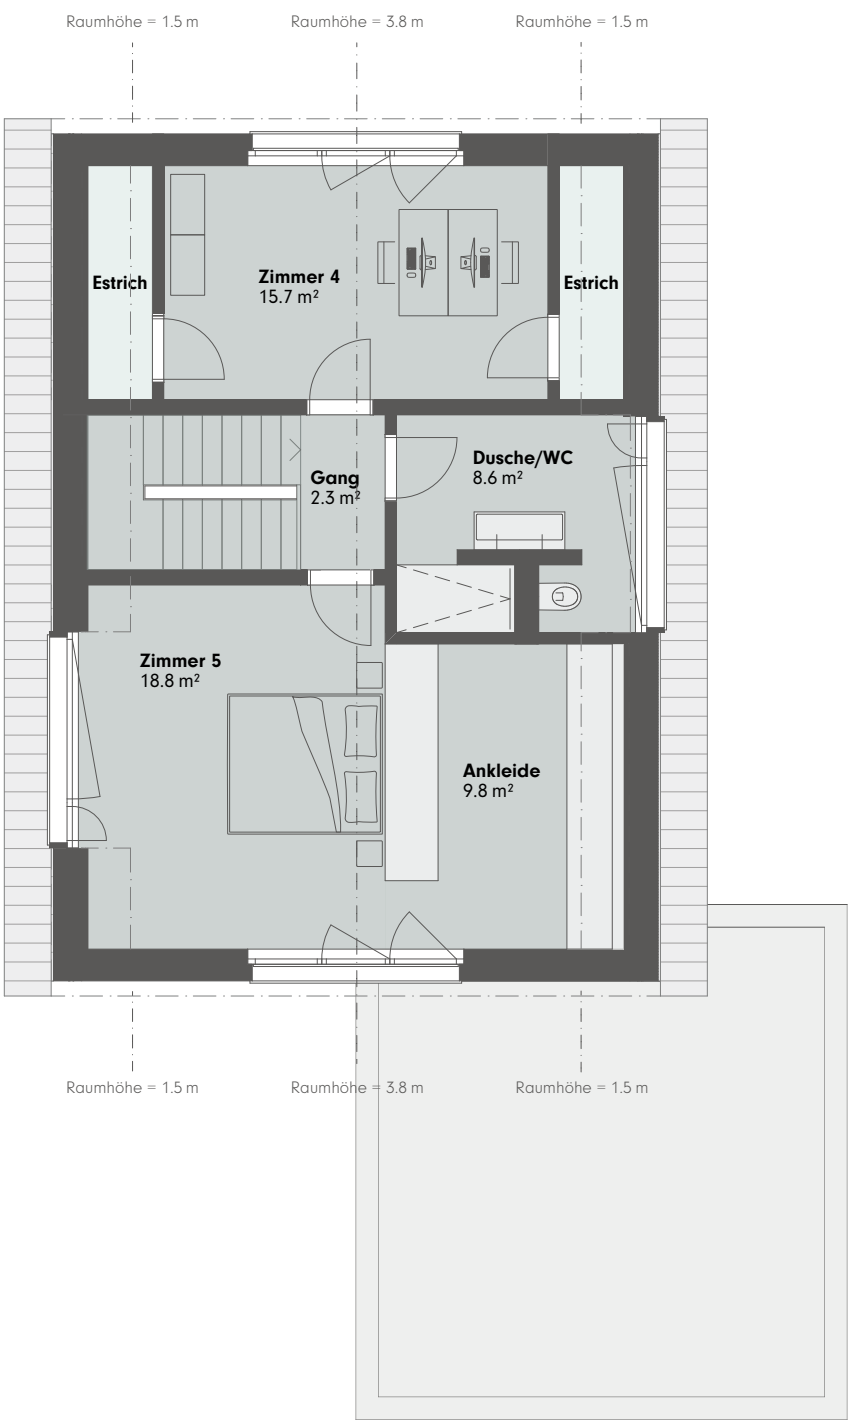 Raumhöhe = 1.5 m
Raumhöhe = 3.8 m
Raumhöhe = 1.5 m
Estrich
Zimmer 4
15.7 m²
Estrich
Gang
2.3 m²
Dusche/WC
8.6 m²
Zimmer 5
18.8 m²
Ankleide
9.8 m²
Raumhöhe = 1.5 m
Raumhöhe = 3.8 m
Raumhöhe = 1.5 m